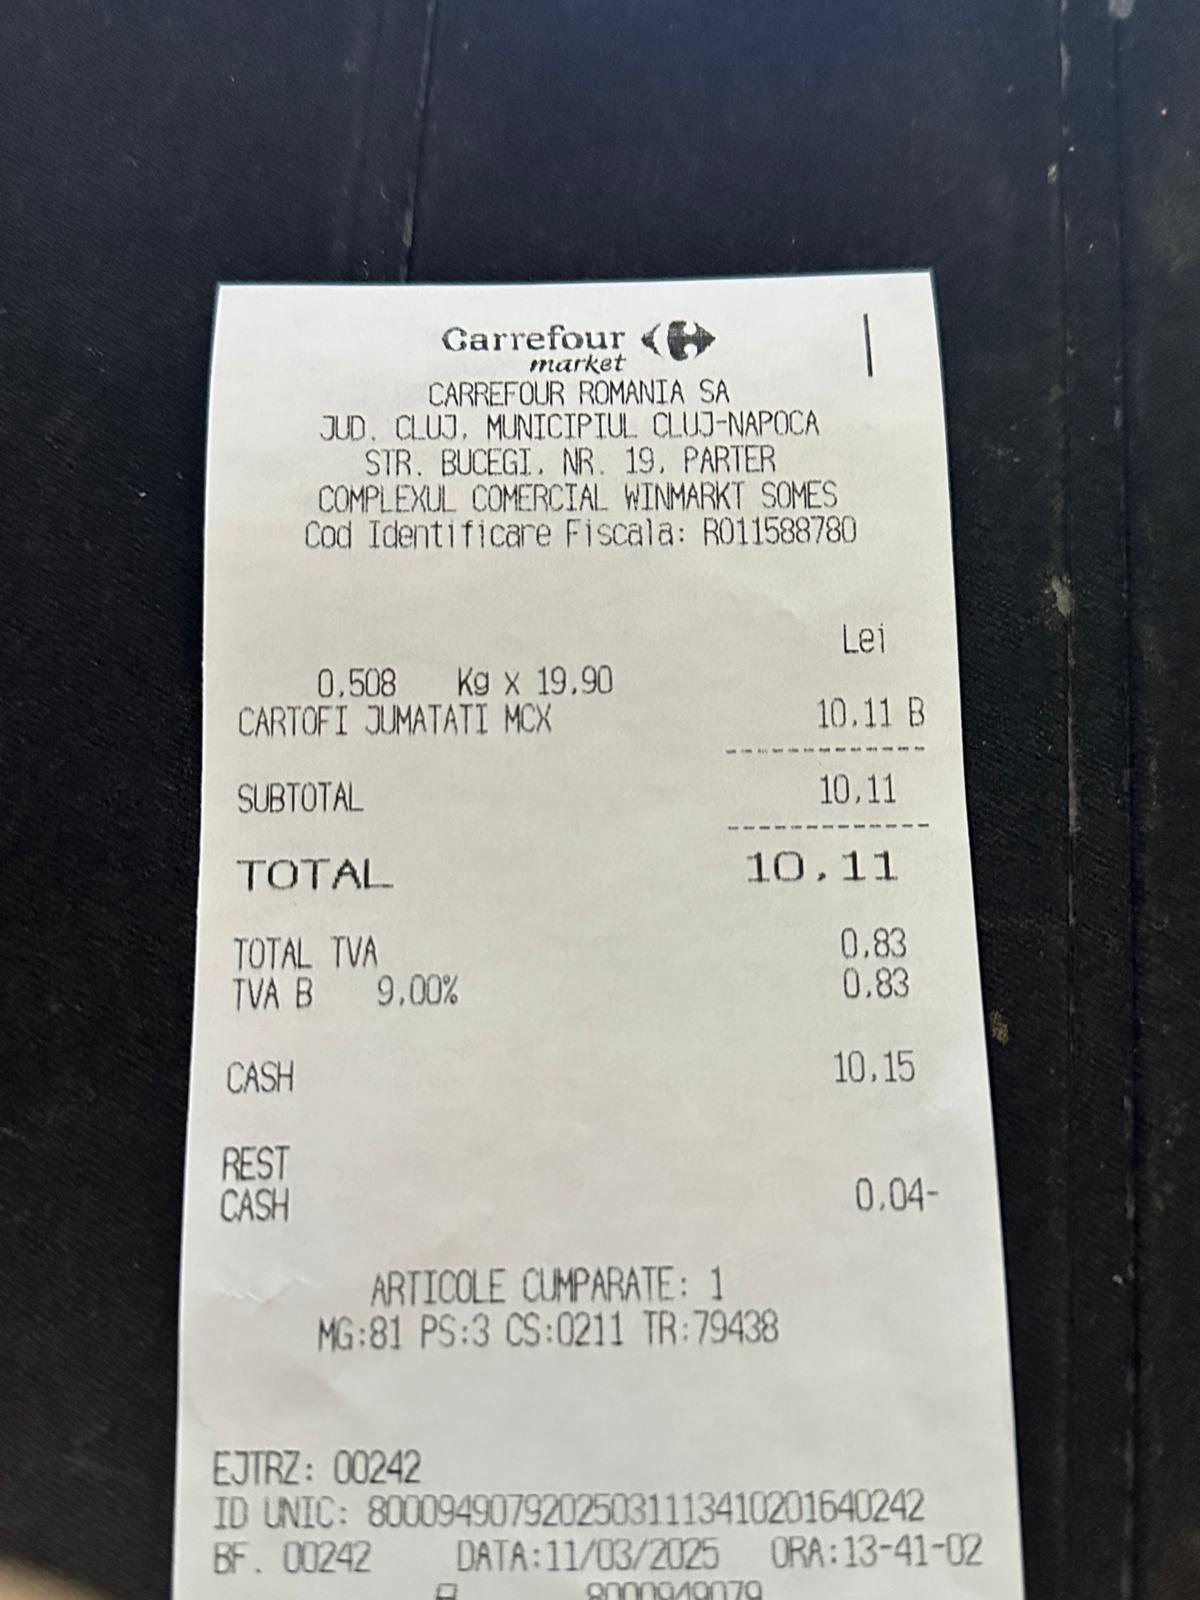 Carrefour
market
CARREFOUR ROMANIA SA
JUD. CLUJ, MUNICIPIUL CLUJ-NAPOCA
STR. BUCEGI, NR. 19, PARTER
COMPLEXUL COMERCIAL WINMARKT SOMES
Cod Identificare Fiscala: RO11588780
Lei
0,508 Kg x 19,90
CARTOFI JUMATATI MCX 10,11 B
SUBTOTAL 10,11
TOTAL 10,11
TOTAL TVA 0,83
TVA B 9,00% 0,83
CASH 10,15
REST
CASH 0,04-
ARTICOLE CUMPARATE: 1
MG:81 PS:3 CS:0211 TR:79438
EJTRZ: 00242
ID UNIC: 8000949079202503111341020164​0242
BF. 00242 DATA:11/03/2025 ORA:13-41-02
8000949079